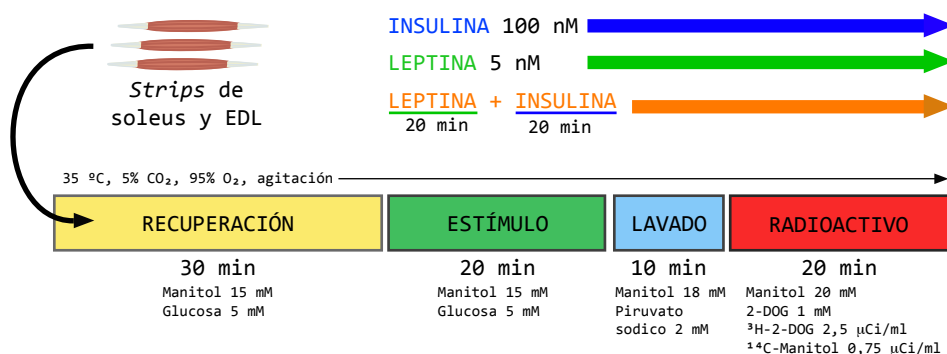 INSULINA 100 nM
LEPTINA 5 nM
LEPTINA + INSULINA
20 min 20 min
Strips de
soleus y EDL
35 ºC, 5% CO₂, 95% O₂, agitación
RECUPERACIÓN
ESTÍMULO
LAVADO
RADIOACTIVO
30 min
Manitol 15 mM
Glucosa 5 mM
20 min
Manitol 15 mM
Glucosa 5 mM
10 min
Manitol 18 mM
Piruvato
sodico 2 mM
20 min
Manitol 20 mM
2-DOG 1 mM
³H-2-DOG 2,5 µCi/ml
¹⁴C-Manitol 0,75 µCi/ml